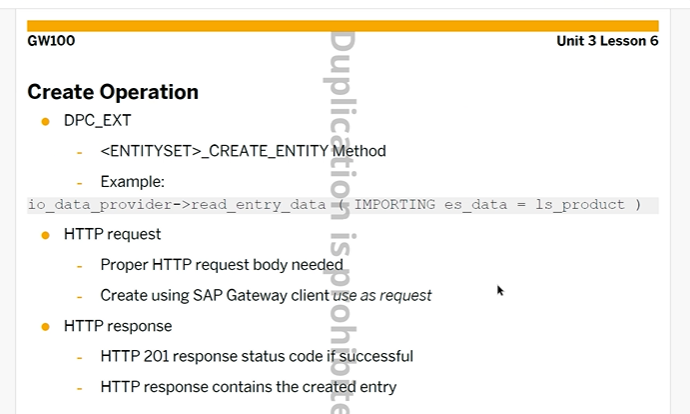 GW100 Unit 3 Lesson 6
Create Operation
DPC_EXT
- <ENTITYSET>_CREATE_ENTITY Method
- Example:
io_data_provider->read_entry_data ( IMPORTING es_data = ls_product )
HTTP request
- Proper HTTP request body needed
- Create using SAP Gateway client use as request
HTTP response
- HTTP 201 response status code if successful
- HTTP response contains the created entry
Duplication is prohibite